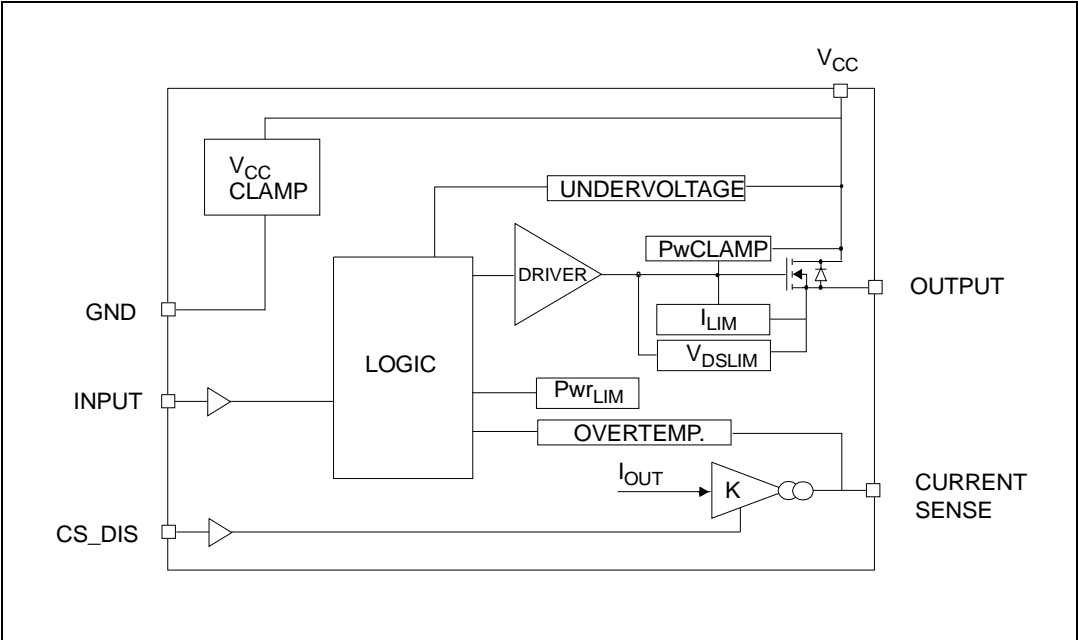 VCC
VCC
CLAMP
UNDERVOLTAGE
PwCLAMP
DRIVER
OUTPUT
GND
ILIM
VDSLIM
LOGIC
INPUT
PwrLIM
OVERTEMP.
IOUT
K
CURRENT
SENSE
CS_DIS